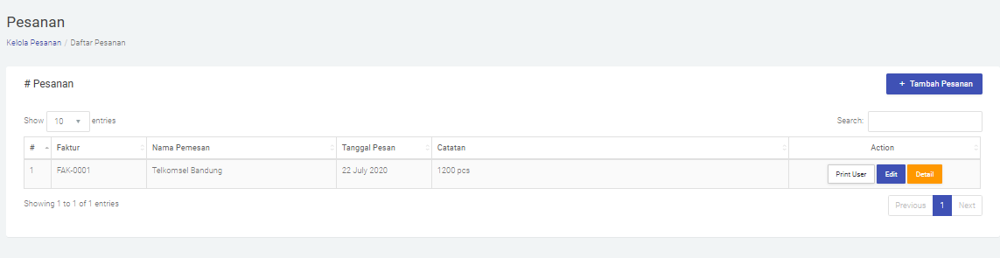 Pesanan
Kelola Pesanan / Daftar Pesanan
# Pesanan
+ Tambah Pesanan
Show 10 entries
Search:
# Faktur Nama Pemesan Tanggal Pesan Catatan Action
1 FAK-0001 Telkomsel Bandung 22 July 2020 1200 pcs Print User Edit Detail
Showing 1 to 1 of 1 entries
Previous 1 Next